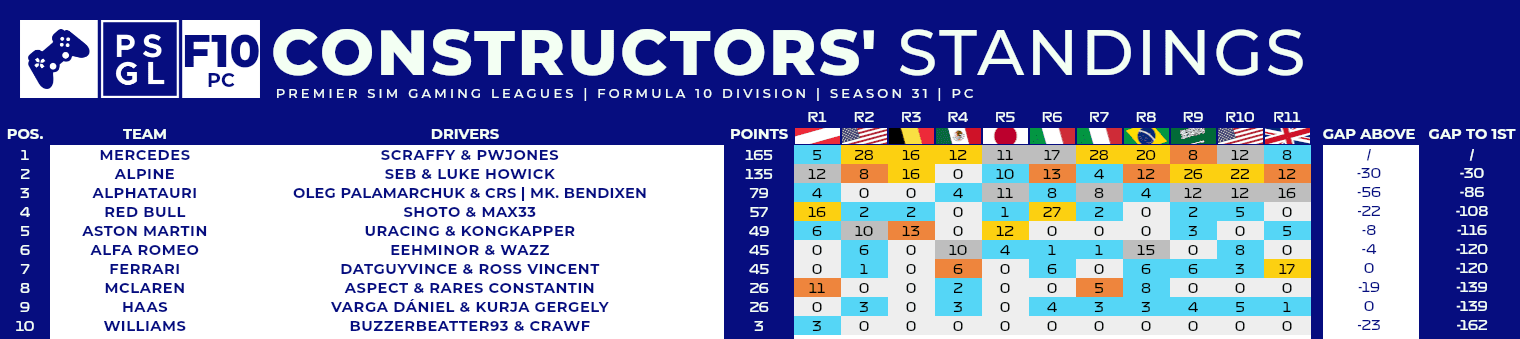 PS
GL
F10
PC
CONSTRUCTORS' STANDINGS
PREMIER SIM GAMING LEAGUES | FORMULA 10 DIVISION | SEASON 31 | PC
R1 R2 R3 R4 R5 R6 R7 R8 R9 R10 R11
POS. TEAM DRIVERS POINTS GAP ABOVE GAP TO 1ST
1 MERCEDES SCRAFFY & PWJONES 165 5 28 16 12 11 17 28 20 8 12 8 / /
2 ALPINE SEB & LUKE HOWICK 135 12 8 16 0 10 13 4 12 26 22 12 -30 -30
3 ALPHATAURI OLEG PALAMARCHUK & CRS | MK. BENDIXEN 79 4 0 0 4 11 8 8 4 12 12 16 -56 -86
4 RED BULL SHOTO & MAX33 57 16 2 2 0 1 27 2 0 2 5 0 -22 -108
5 ASTON MARTIN URACING & KONGKAPPER 49 6 10 13 0 12 0 0 0 3 0 5 -8 -116
6 ALFA ROMEO EEHMINOR & WAZZ 45 0 6 0 10 4 1 1 15 0 8 0 -4 -120
7 FERRARI DATGUYVINCE & ROSS VINCENT 45 0 1 0 6 0 6 0 6 6 3 17 0 -120
8 MCLAREN ASPECT & RARES CONSTANTIN 26 11 0 0 2 0 0 5 8 0 0 0 -19 -139
9 HAAS VARGA DÁNIEL & KURJA GERGELY 26 0 3 0 3 0 4 3 3 4 5 1 0 -139
10 WILLIAMS BUZZERBEATTER93 & CRAWF 3 3 0 0 0 0 0 0 0 0 0 0 -23 -162